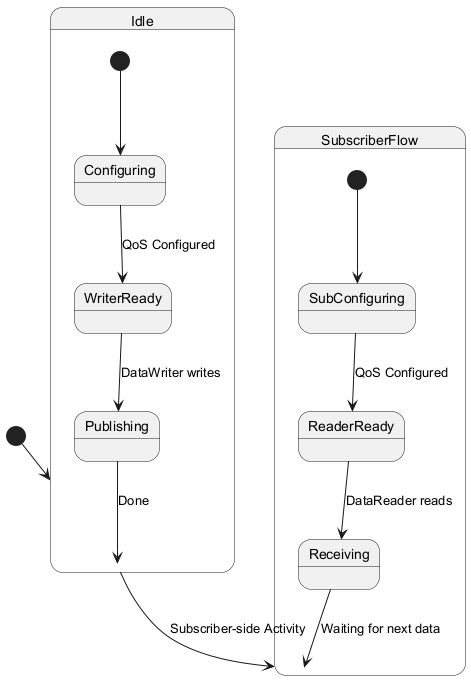 Idle
Configuring
QoS Configured
WriterReady
DataWriter writes
Publishing
Done
SubscriberFlow
SubConfiguring
QoS Configured
ReaderReady
DataReader reads
Receiving
Waiting for next data
Subscriber-side Activity